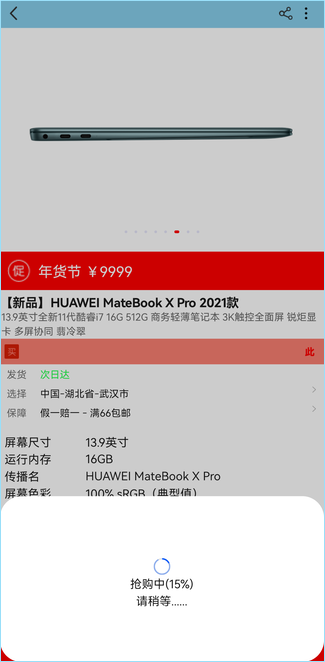 促 年货节 ￥9999
【新品】HUAWEI MateBook X Pro 2021款
13.9英寸全新11代酷睿i7 16G 512G 商务轻薄笔记本 3K触控全面屏 锐炬显
卡 多屏协同 翡冷翠
买 此
发货 次日达
选择 中国-湖北省-武汉市
保障 假一赔一 - 满66包邮
屏幕尺寸 13.9英寸
运行内存 16GB
传播名 HUAWEI MateBook X Pro
屏幕色彩 100% sRGB（典型值）
抢购中(15%)
请稍等......